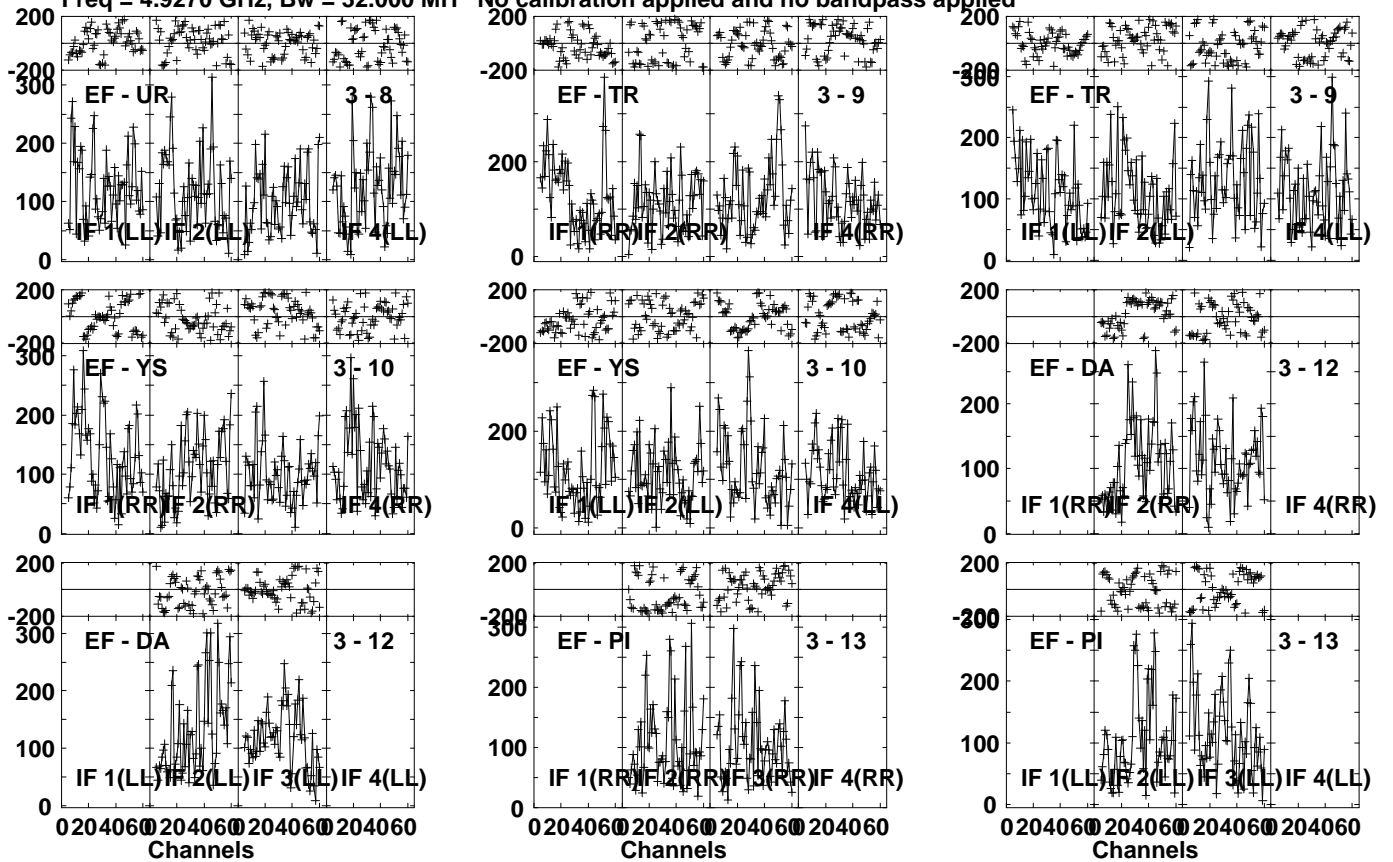 Freq = 4.9270 GHz, Bw = 32.000 MH No calibration applied and no bandpass applied
200 200 200
-200 -200 -200
300 300
EF - UR 3 - 8 EF - TR 3 - 9 EF - TR 3 - 9
200 200 200
100 100
IF 1(LL) IF 2(LL) IF 4(LL) IF 1(RR) IF 2(RR) IF 4(RR) IF 1(LL) IF 2(LL) IF 4(LL)
0 0 0
200 200 200
-200 -200 -200
300
EF - YS 3 - 10 EF - YS 3 - 10 EF - DA 3 - 12
200 200 200
100 100
IF 1(RR) IF 2(RR) IF 4(RR) IF 1(LL) IF 2(LL) IF 4(LL) IF 1(RR) IF 2(RR) IF 4(RR)
0 0 0
200 200 200
-200 -200 -200
300 300 300
EF - DA 3 - 12 EF - PI 3 - 13 EF - PI 3 - 13
200 200 200
100 100 100
IF 1(LL) IF 2(LL) IF 3(LL) IF 4(LL) IF 1(RR) IF 2(RR) IF 3(RR) IF 4(RR) IF 1(LL) IF 2(LL) IF 3(LL) IF 4(LL)
0 0 0
0 20 40 60 0 20 40 60 0 20 40 60 0 20 40 60 0 20 40 60 0 20 40 60 0 20 40 60 0 20 40 60 0 20 40 60 0 20 40 60 0 20 40 60 0 20 40 60
Channels Channels Channels